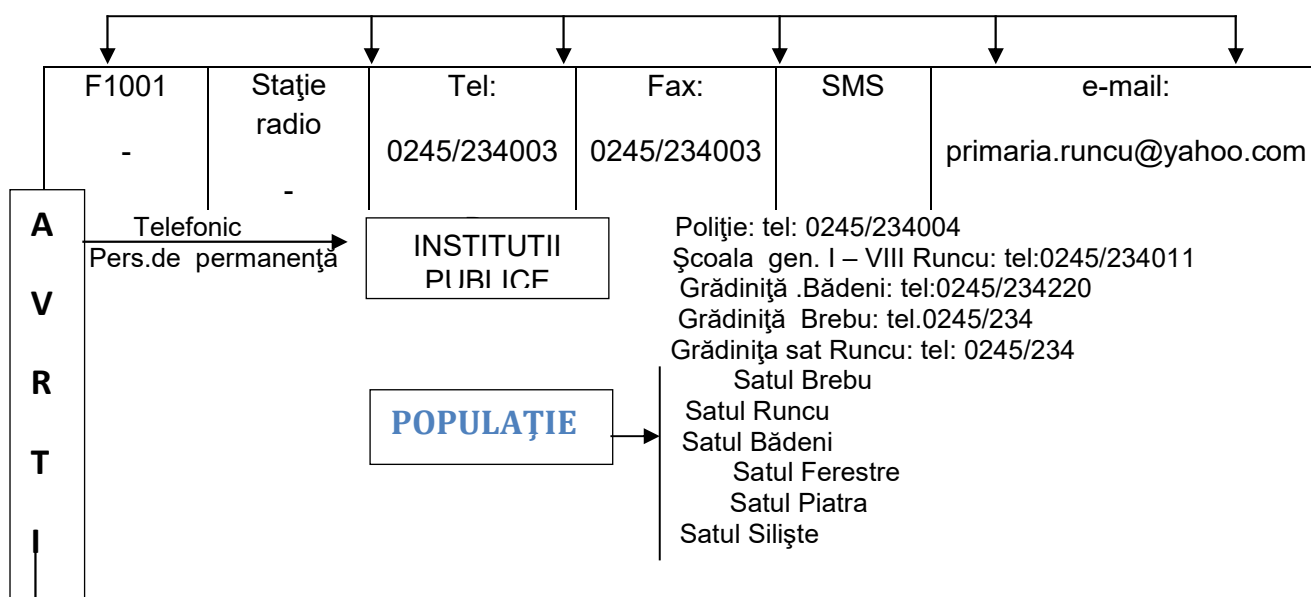 F1001
-
Staţie
radio
-
Tel:
0245/234003
Fax:
0245/234003
SMS
e-mail:
primaria.runcu@yahoo.com
A
V
R
T
I
Telefonic
Pers.de permanenţă
INSTITUTII
PUBLICE
Poliţie: tel: 0245/234004
Şcoala gen. I – VIII Runcu: tel:0245/234011
Grădiniţă .Bădeni: tel:0245/234220
Grădiniţă Brebu: tel.0245/234
Grădiniţa sat Runcu: tel: 0245/234
POPULAȚIE
Satul Brebu
Satul Runcu
Satul Bădeni
Satul Ferestre
Satul Piatra
Satul Silişte